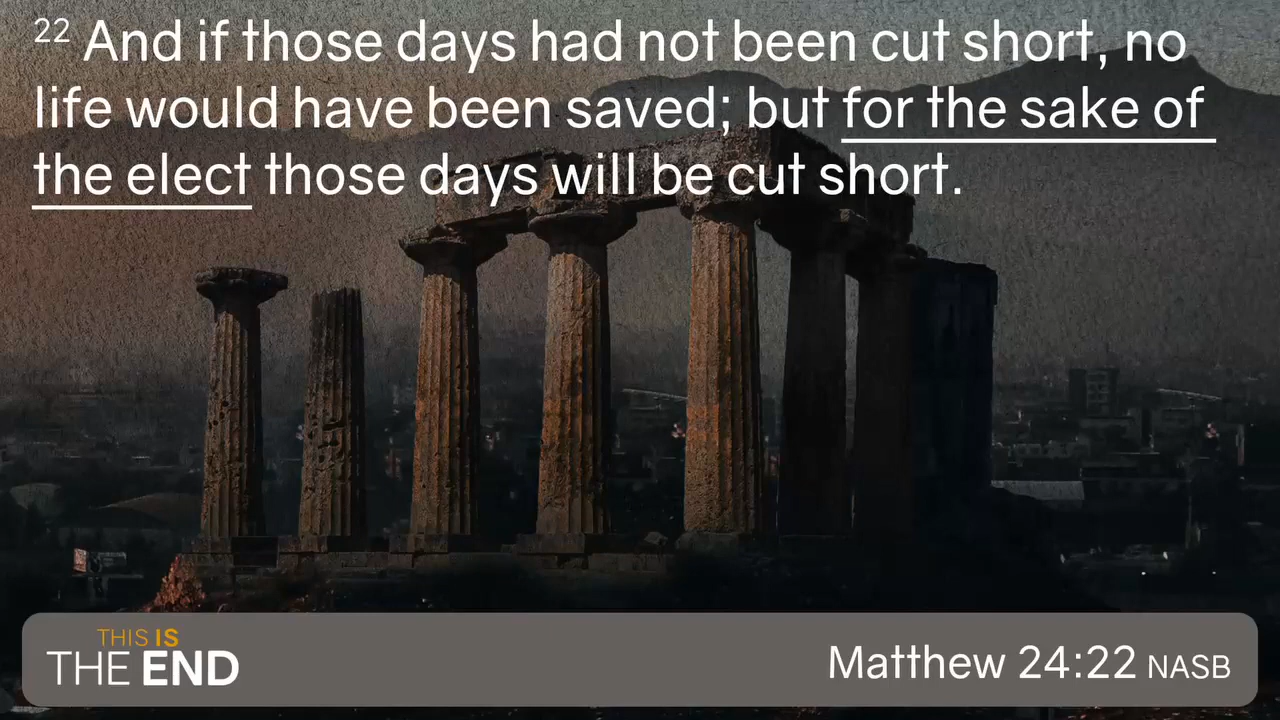 22 And if those days had not been cut short, no
life would have been saved; but for the sake of
the elect those days will be cut short.
THIS IS
THE END
Matthew 24:22 NASB